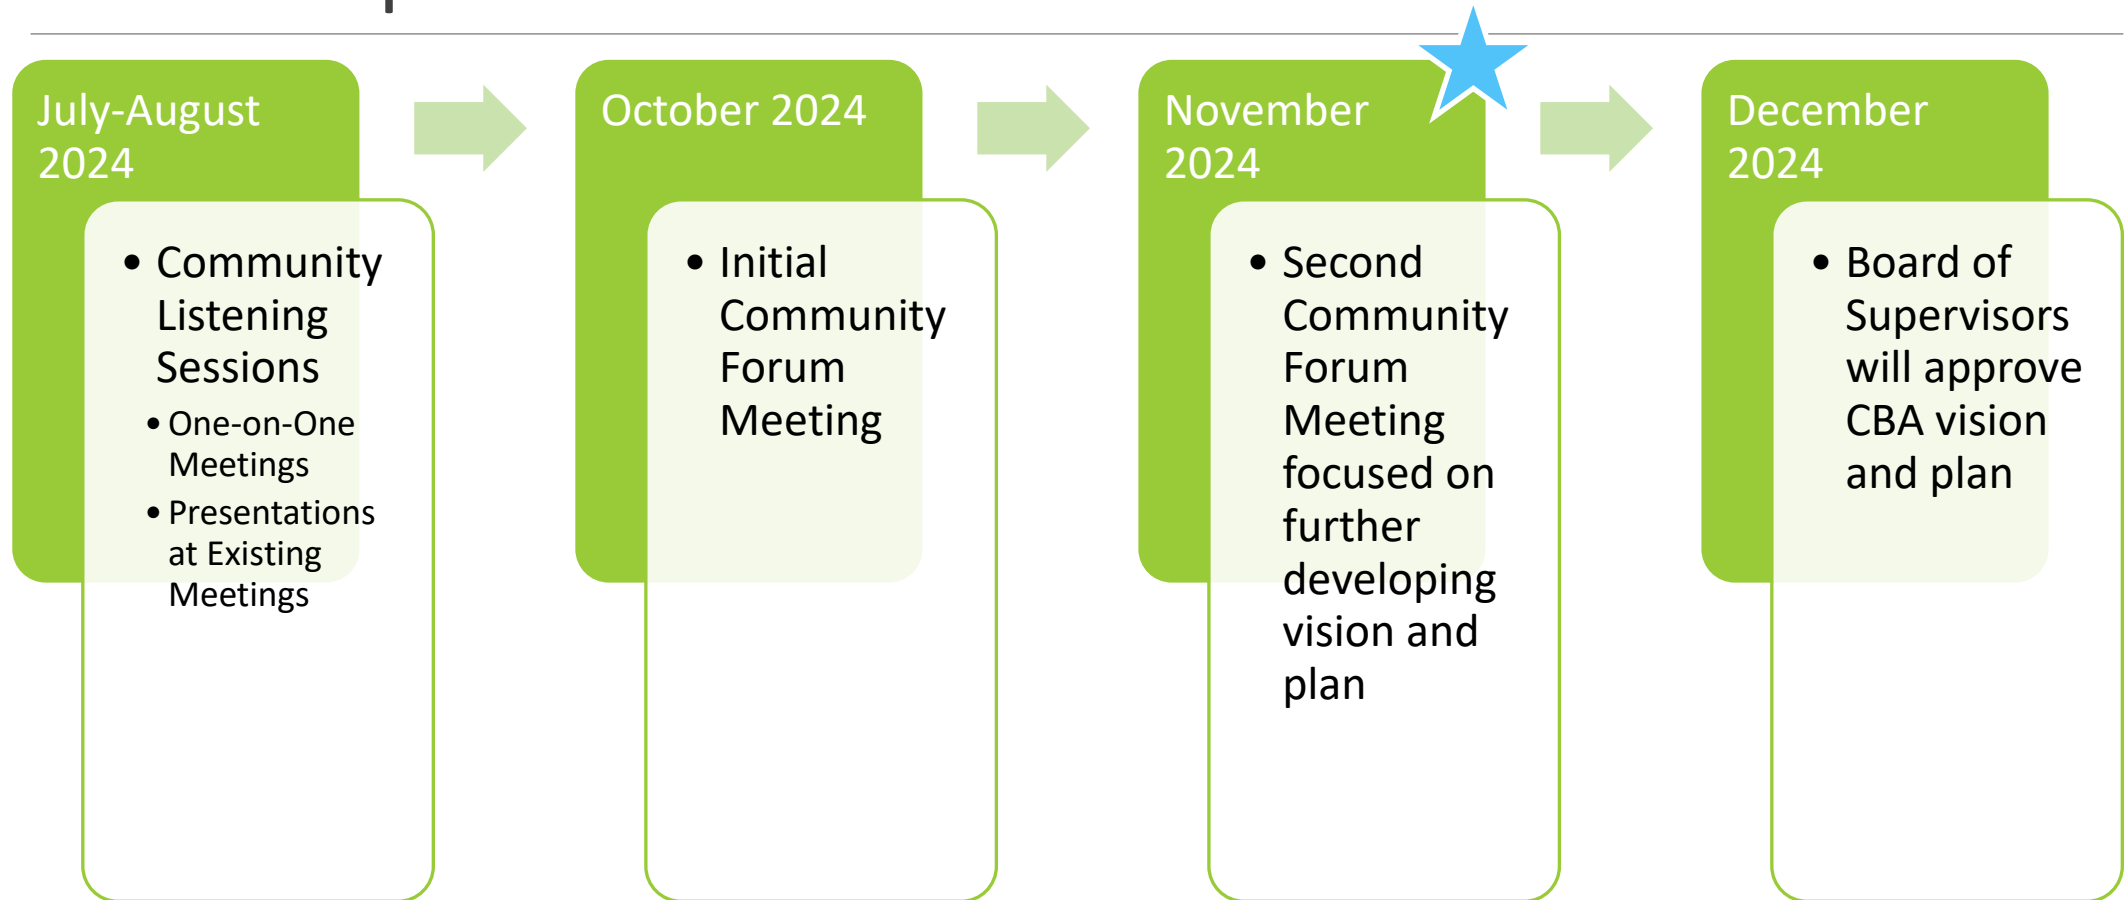 July-August
2024
• Community
Listening
Sessions
• One-on-One
Meetings
• Presentations
at Existing
Meetings
October 2024
• Initial
Community
Forum
Meeting
November
2024
• Second
Community
Forum
Meeting
focused on
further
developing
vision and
plan
December
2024
• Board of
Supervisors
will approve
CBA vision
and plan